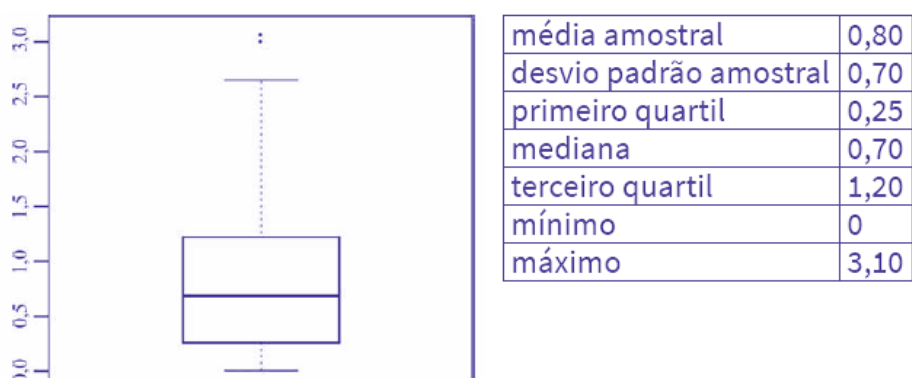 3,0
2,5
2,0
1,5
1,0
0,5
0,0
média amostral 0,80
desvio padrão amostral 0,70
primeiro quartil 0,25
mediana 0,70
terceiro quartil 1,20
mínimo 0
máximo 3,10